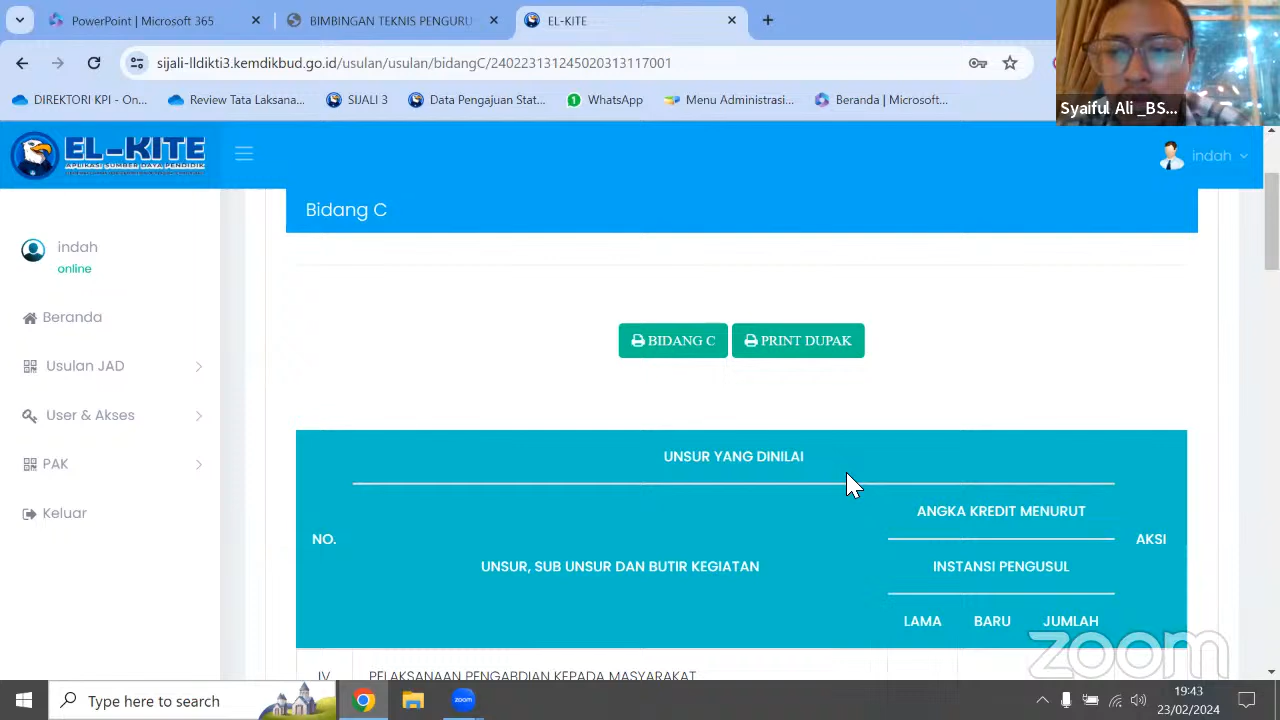 PowerPoint | Microsoft 365
BIMBINGAN TEKNIS PENGURU
EL-KITE
sijali-lldikti3.kemdikbud.go.id/usulan/usulan/bidangC/240223131245020313117001
DIREKTORI KPI - On...
Review Tata Laksana...
SIJALI 3
Data Pengajuan Stat...
WhatsApp
Menu Administrasi...
Beranda | Microsoft...
Syaiful Ali _BS...
EL-KITE
indah
Bidang C
indah
online
Beranda
Usulan JAD
User & Akses
PAK
Keluar
BIDANG C
PRINT DUPAK
UNSUR YANG DINILAI
ANGKA KREDIT MENURUT
NO.
AKSI
UNSUR, SUB UNSUR DAN BUTIR KEGIATAN
INSTANSI PENGUSUL
LAMA
BARU
JUMLAH
zoom
IV
PELAKSANAAN PENGABDIAN KEPADA MASYARAKAT
Type here to search
zoom
19:43
23/02/2024